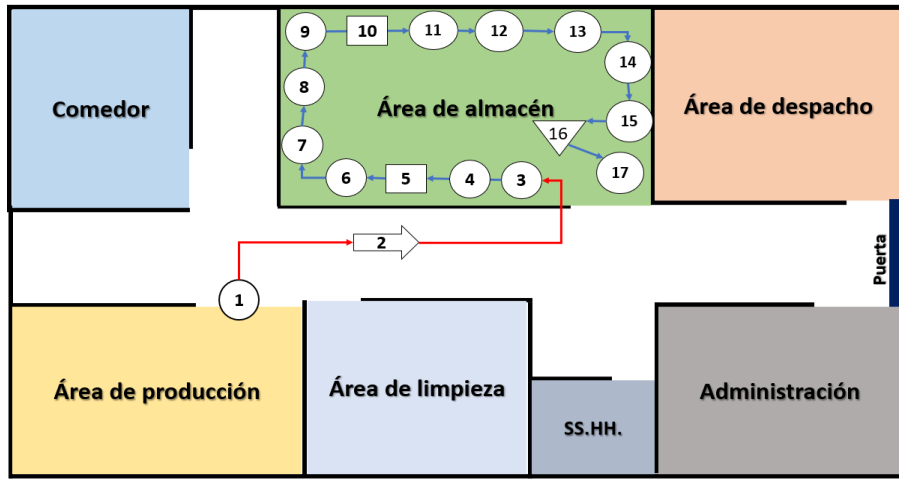 9
10
11
12
13
14
8
Comedor
Área de almacén
Área de despacho
15
16
7
17
6
5
4
3
2
Puerta
1
Área de producción
Área de limpieza
Administración
SS.HH.